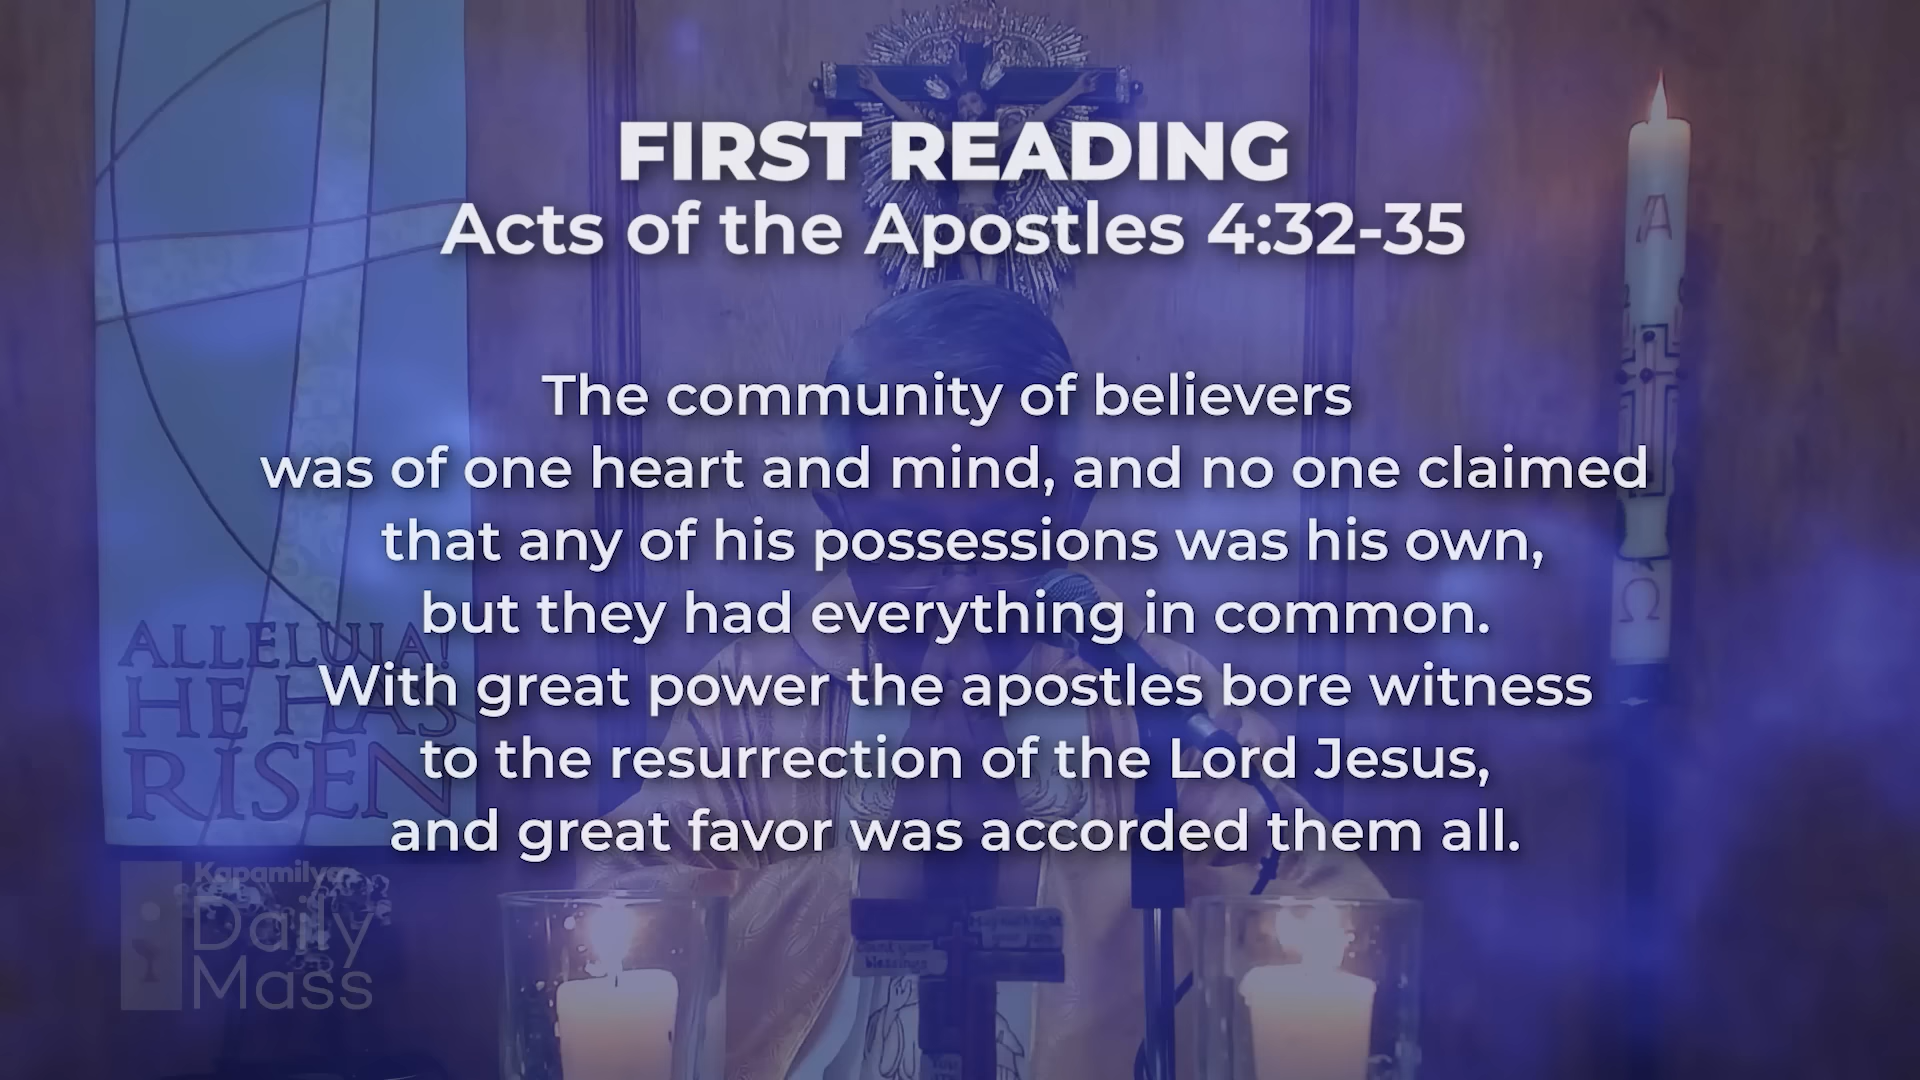 FIRST READING
Acts of the Apostles 4:32-35
The community of believers
was of one heart and mind, and no one claimed
that any of his possessions was his own,
but they had everything in common.
With great power the apostles bore witness
to the resurrection of the Lord Jesus,
and great favor was accorded them all.
ALLELUIA!
HE HAS
RISEN
A
Ω
Kapamilya
Daily
Mass
Count your
blessings